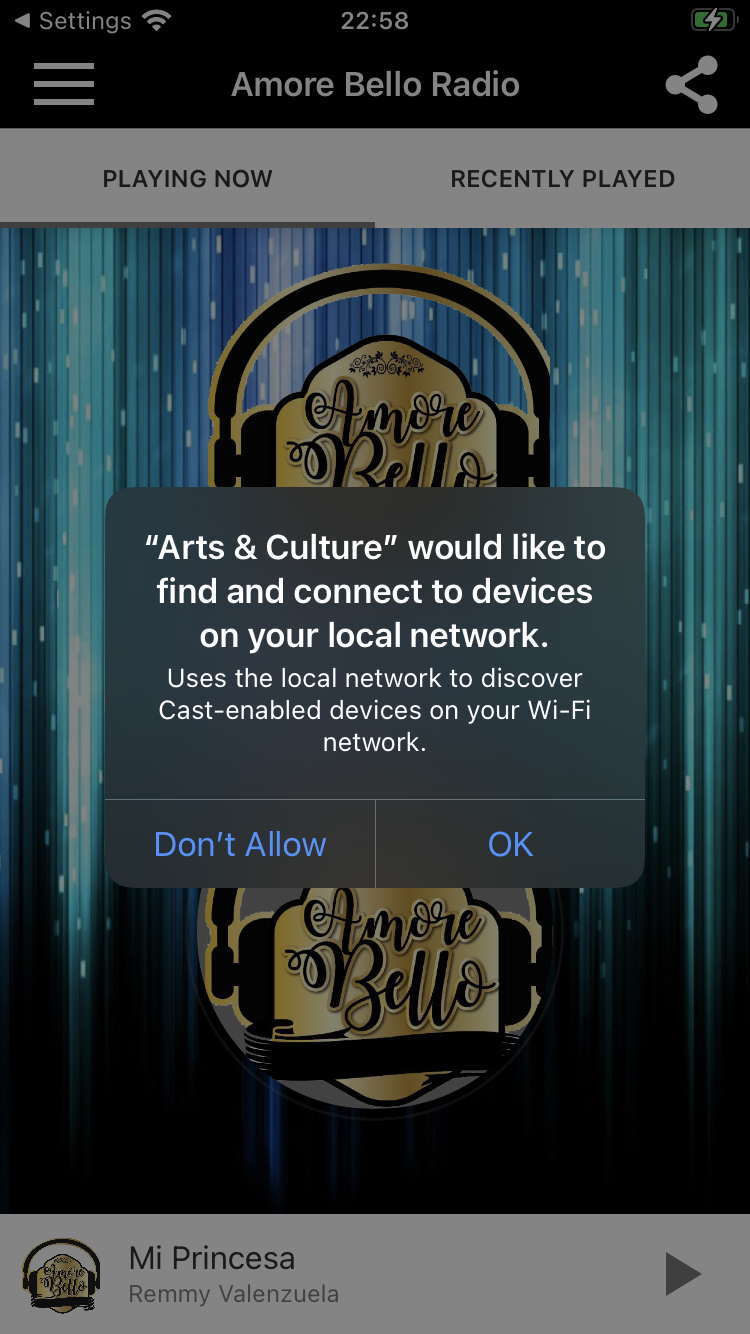 Settings
22:58
Amore Bello Radio
PLAYING NOW
RECENTLY PLAYED
Amore
Bello
“Arts & Culture” would like to
find and connect to devices
on your local network.
Uses the local network to discover
Cast-enabled devices on your Wi-Fi
network.
Don’t Allow
OK
Amore
Bello
Mi Princesa
Amore
Bello
Remmy Valenzuela